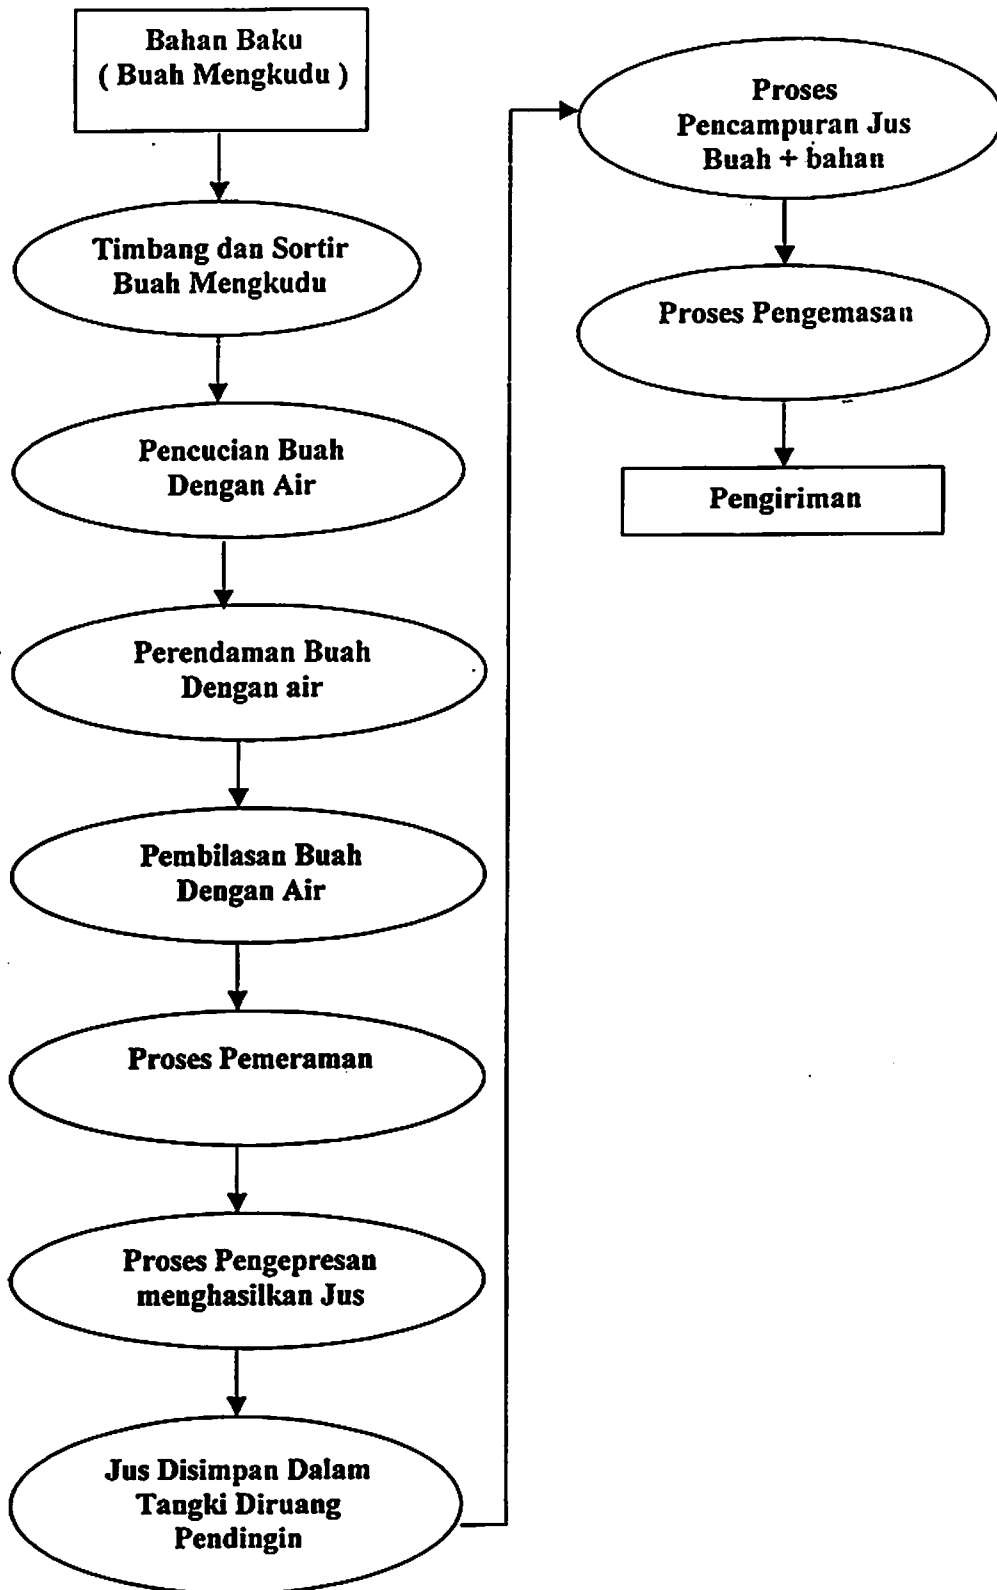 Bahan Baku
( Buah Mengkudu )
Timbang dan Sortir
Buah Mengkudu
Pencucian Buah
Dengan Air
Perendaman Buah
Dengan air
Pembilasan Buah
Dengan Air
Proses Pemeraman
Proses Pengepresan
menghasilkan Jus
Jus Disimpan Dalam
Tangki Diruang
Pendingin
Proses
Pencampuran Jus
Buah + bahan
Proses Pengemasan
Pengiriman